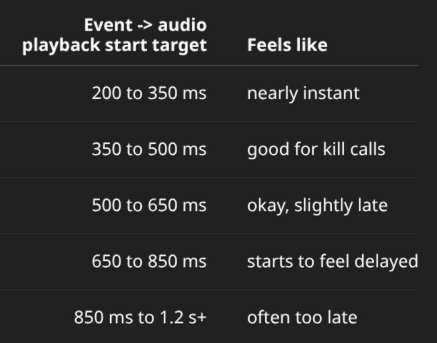 Event -> audio
playback start target Feels like
200 to 350 ms nearly instant
350 to 500 ms good for kill calls
500 to 650 ms okay, slightly late
650 to 850 ms starts to feel delayed
850 ms to 1.2 s+ often too late